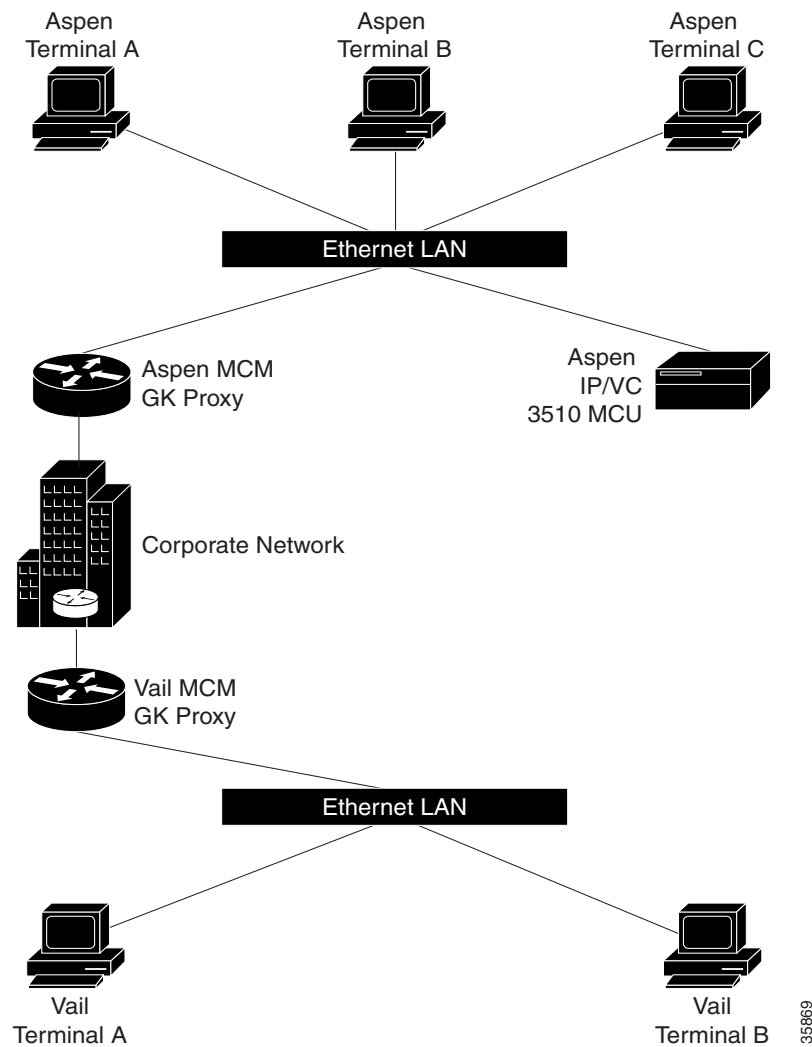 Aspen
Terminal A
Aspen
Terminal B
Aspen
Terminal C
Ethernet LAN
Aspen MCM
GK Proxy
Aspen
IP/VC
3510 MCU
Corporate Network
Vail MCM
GK Proxy
Ethernet LAN
Vail
Terminal A
Vail
Terminal B
35869